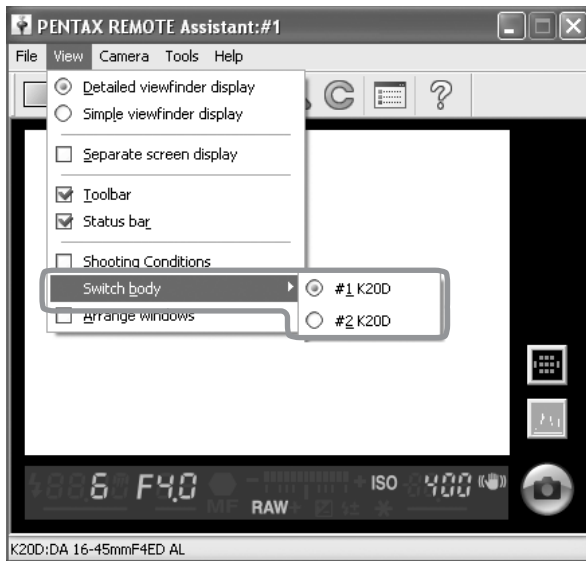 PENTAX REMOTE Assistant:#1
File View Camera Tools Help
Detailed viewfinder display
Simple viewfinder display
Separate screen display
Toolbar
Status bar
Shooting Conditions
Switch body
#1 K20D
Arrange windows
#2 K20D
6 F4.0 ISO 400
MF RAW+
K20D:DA 16-45mmF4ED AL